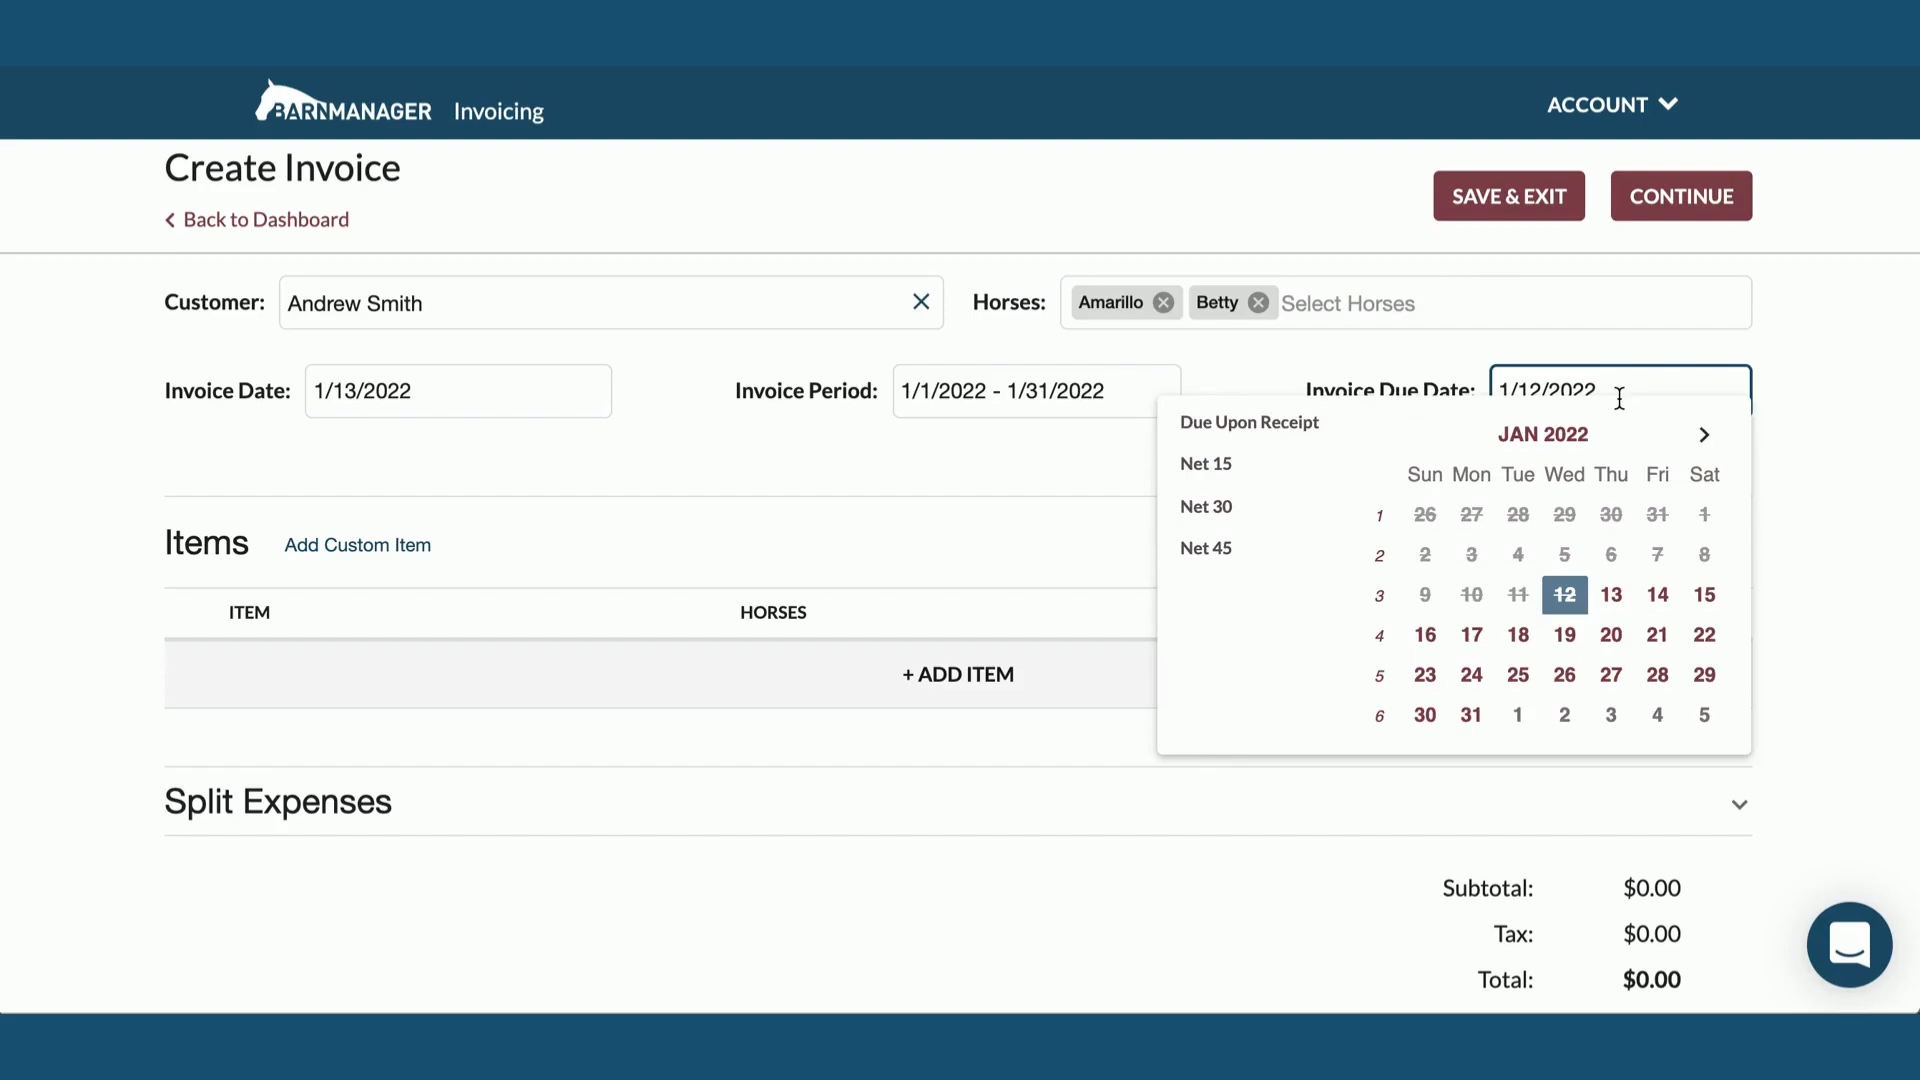 BARNMANAGER Invoicing
ACCOUNT
Create Invoice
Back to Dashboard
SAVE & EXIT
CONTINUE
Customer: Andrew Smith
Horses: Amarillo Betty Select Horses
Invoice Date: 1/13/2022
Invoice Period: 1/1/2022 - 1/31/2022
Invoice Due Date: 1/12/2022
Due Upon Receipt
Net 15
Net 30
Net 45
JAN 2022
Sun Mon Tue Wed Thu Fri Sat
1 26 27 28 29 30 31 1
2 2 3 4 5 6 7 8
3 9 10 11 12 13 14 15
4 16 17 18 19 20 21 22
5 23 24 25 26 27 28 29
6 30 31 1 2 3 4 5
Items Add Custom Item
ITEM HORSES
+ ADD ITEM
Split Expenses
Subtotal: $0.00
Tax: $0.00
Total: $0.00